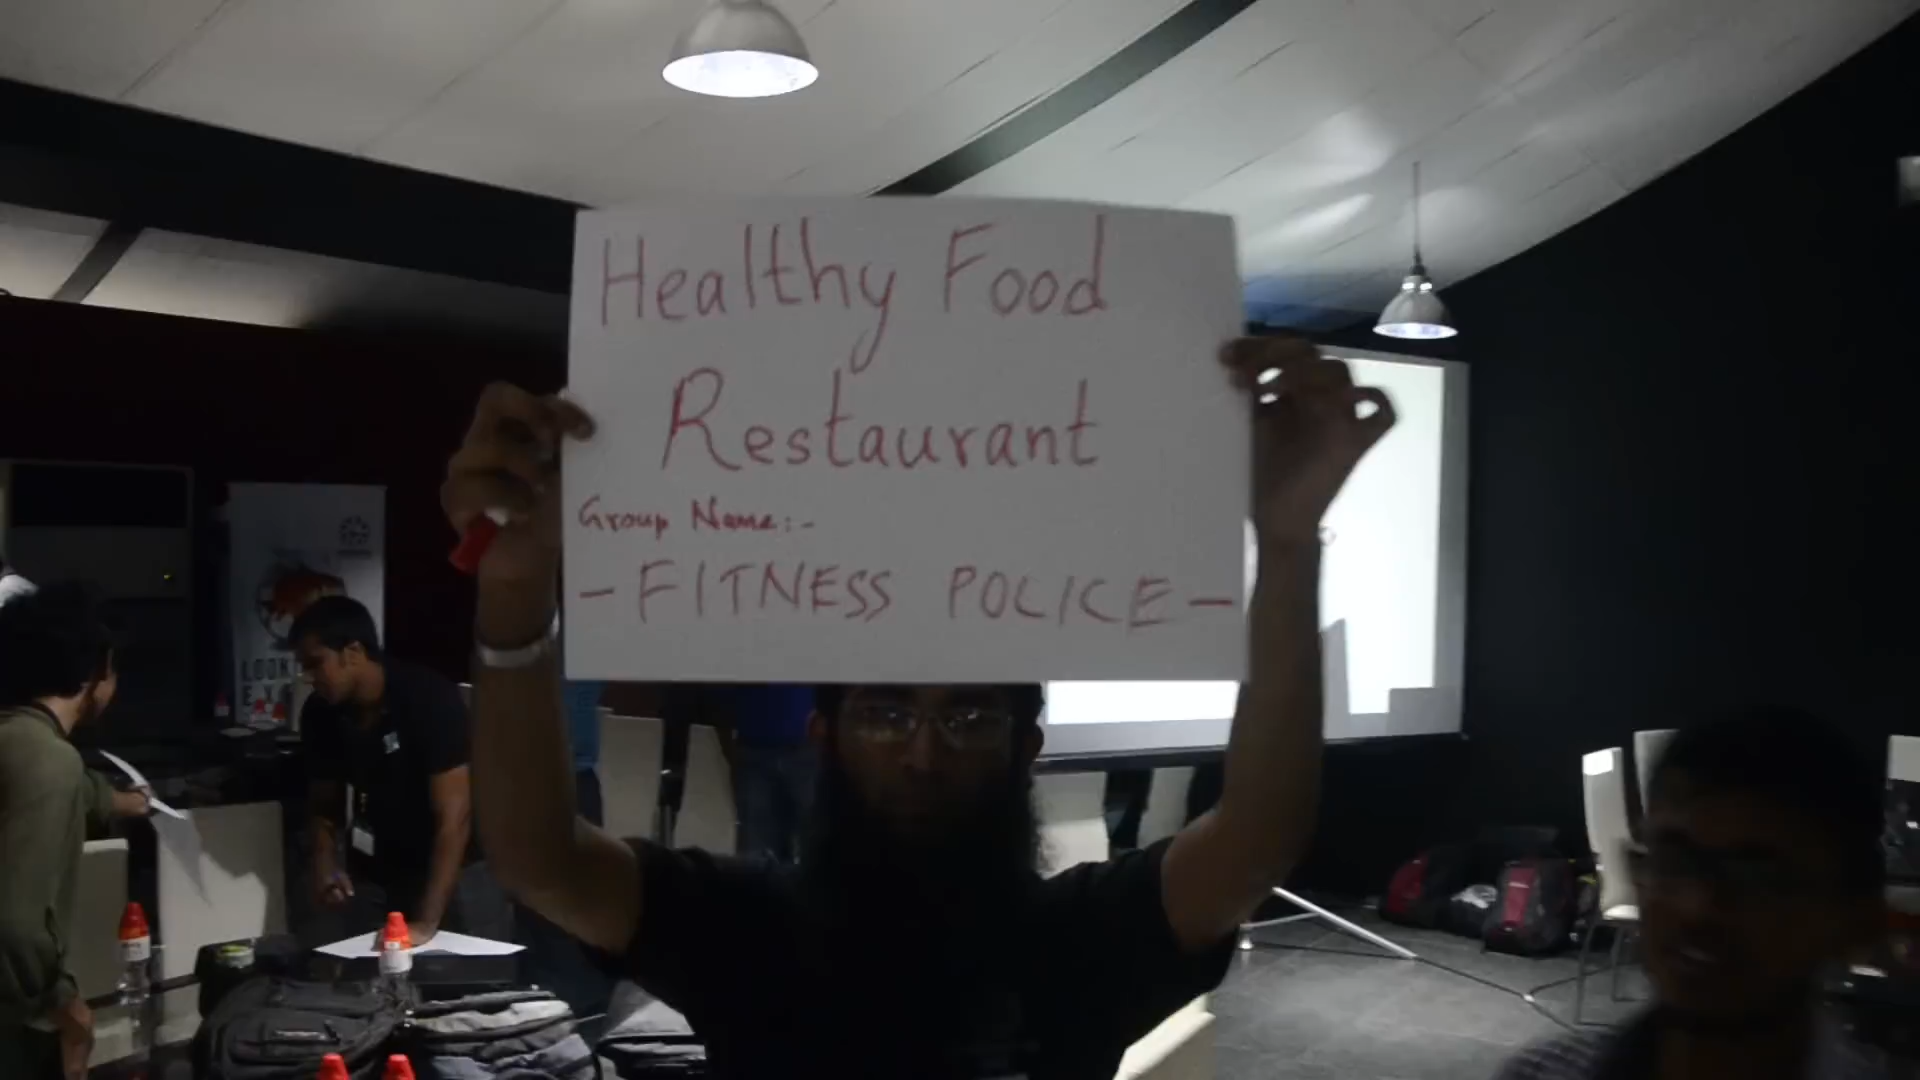 Healthy Food
Restaurant
Group Name:-
- FITNESS POLICE -